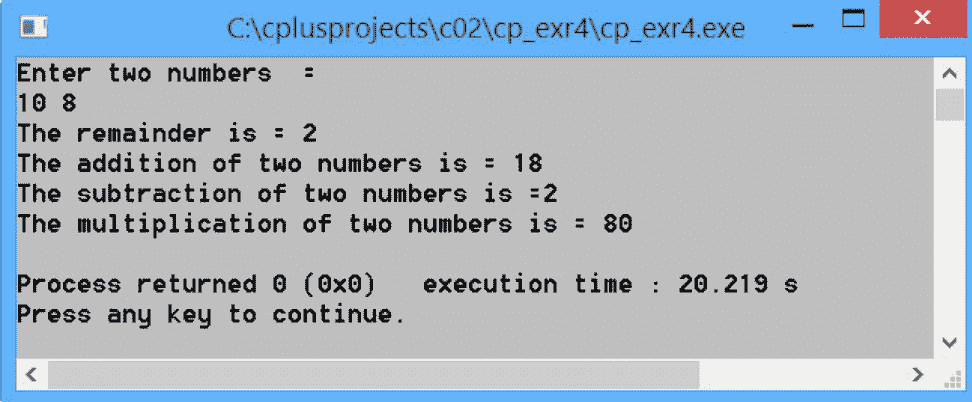 C:\cplusprojects\c02\cp_exr4\cp_exr4.exe
Enter two numbers  =
10 8
The remainder is = 2
The addition of two numbers is = 18
The subtraction of two numbers is =2
The multiplication of two numbers is = 80
Process returned 0 (0x0)   execution time : 20.219 s
Press any key to continue.